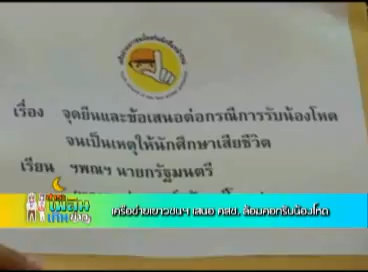 เรื่อง จุดยืนและข้อเสนอต่อกรณีการรับน้องโหด
จนเป็นเหตุให้นักศึกษาเสียชีวิต
เรียน ฯพณฯ นายกรัฐมนตรี
เครือข่ายเยาวชนฯ เสนอ คสช. ล้อมคอกรับน้องโหด